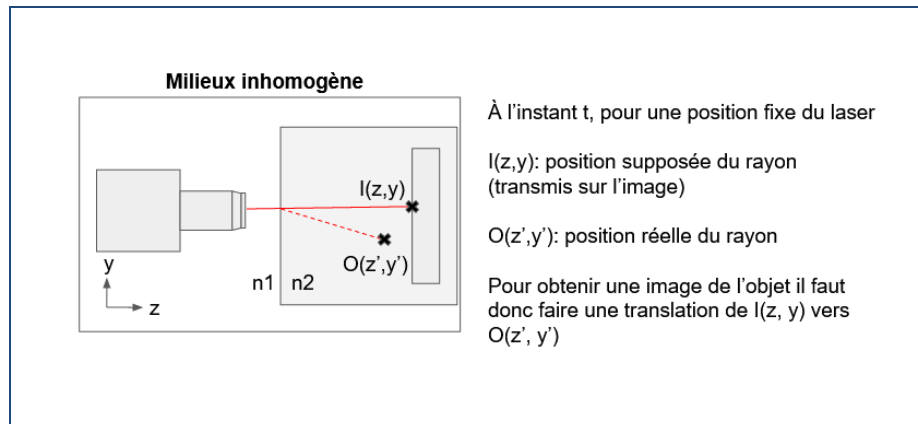 Milieux inhomogène
À l'instant t, pour une position fixe du laser
I(z,y): position supposée du rayon
(transmis sur l'image)
I(z,y)
O(z',y'): position réelle du rayon
O(z',y')
y
n1 n2
z
Pour obtenir une image de l'objet il faut
donc faire une translation de I(z, y) vers
O(z', y')